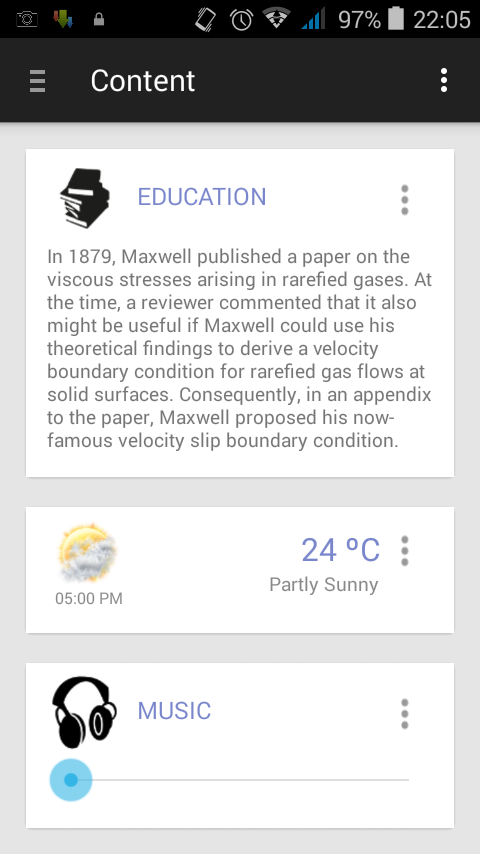 97% 22:05
Content
EDUCATION
In 1879, Maxwell published a paper on the
viscous stresses arising in rarefied gases. At
the time, a reviewer commented that it also
might be useful if Maxwell could use his
theoretical findings to derive a velocity
boundary condition for rarefied gas flows at
solid surfaces. Consequently, in an appendix
to the paper, Maxwell proposed his now-
famous velocity slip boundary condition.
24 ºC
Partly Sunny
05:00 PM
MUSIC